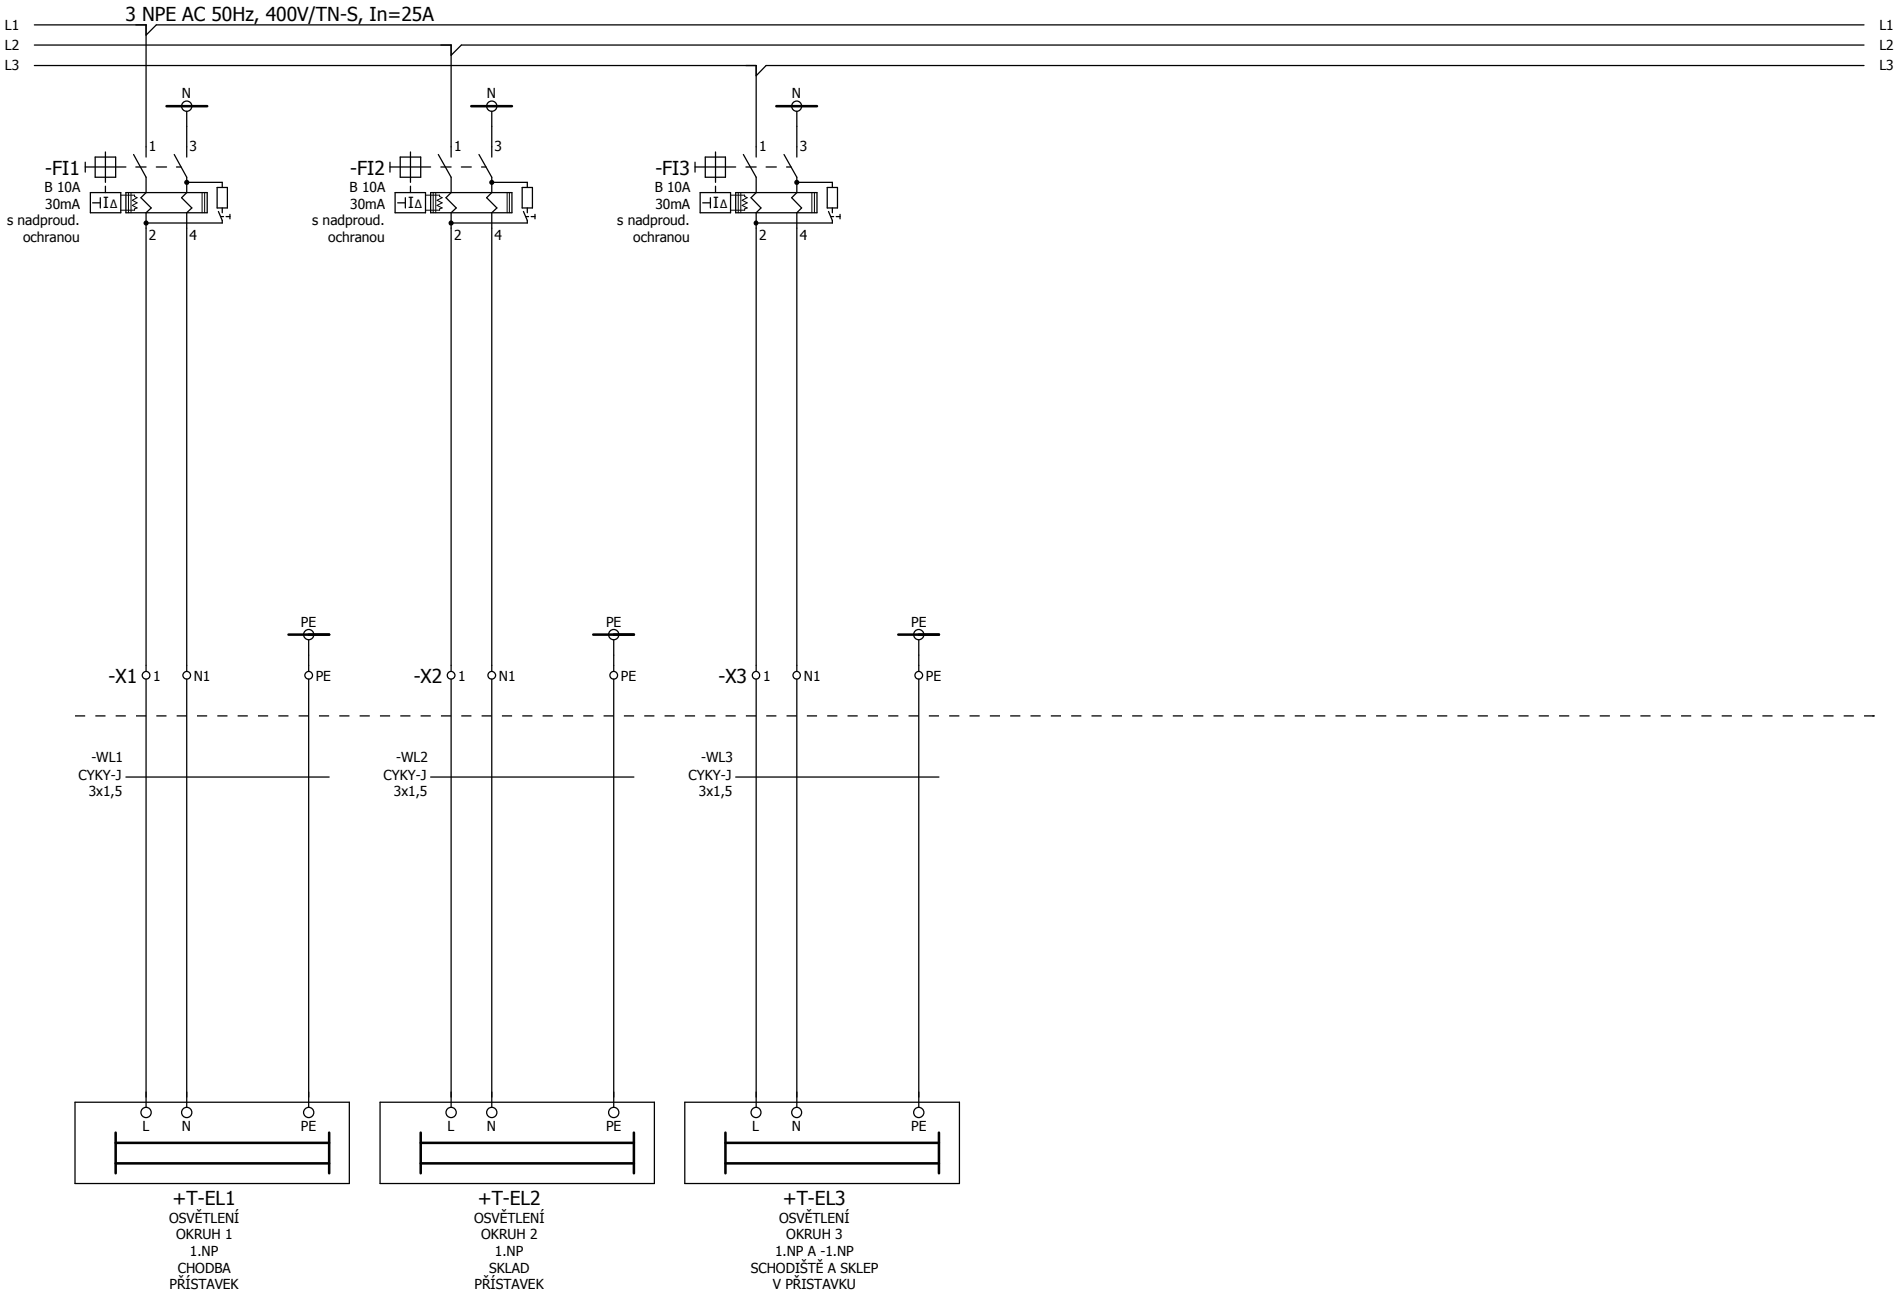 3 NPE AC 50Hz, 400V/TN-S, In=25A
L1 L1
L2 L2
L3 L3
N N N
1 3 1 3 1 3
-FI1
B 10A
30mA
s nadproud.
ochranou
-FI2
B 10A
30mA
s nadproud.
ochranou
-FI3
B 10A
30mA
s nadproud.
ochranou
IΔ IΔ IΔ
2 4 2 4 2 4
PE PE PE
-X1 1 N1 PE -X2 1 N1 PE -X3 1 N1 PE
-WL1
CYKY-J
3x1,5
-WL2
CYKY-J
3x1,5
-WL3
CYKY-J
3x1,5
L N PE L N PE L N PE
+T-EL1
OSVĚTLENÍ
OKRUH 1
1.NP
CHODBA
PŘÍSTAVEK
+T-EL2
OSVĚTLENÍ
OKRUH 2
1.NP
SKLAD
PŘÍSTAVEK
+T-EL3
OSVĚTLENÍ
OKRUH 3
1.NP A -1.NP
SCHODIŠTĚ A SKLEP
V PŘISTAVKU